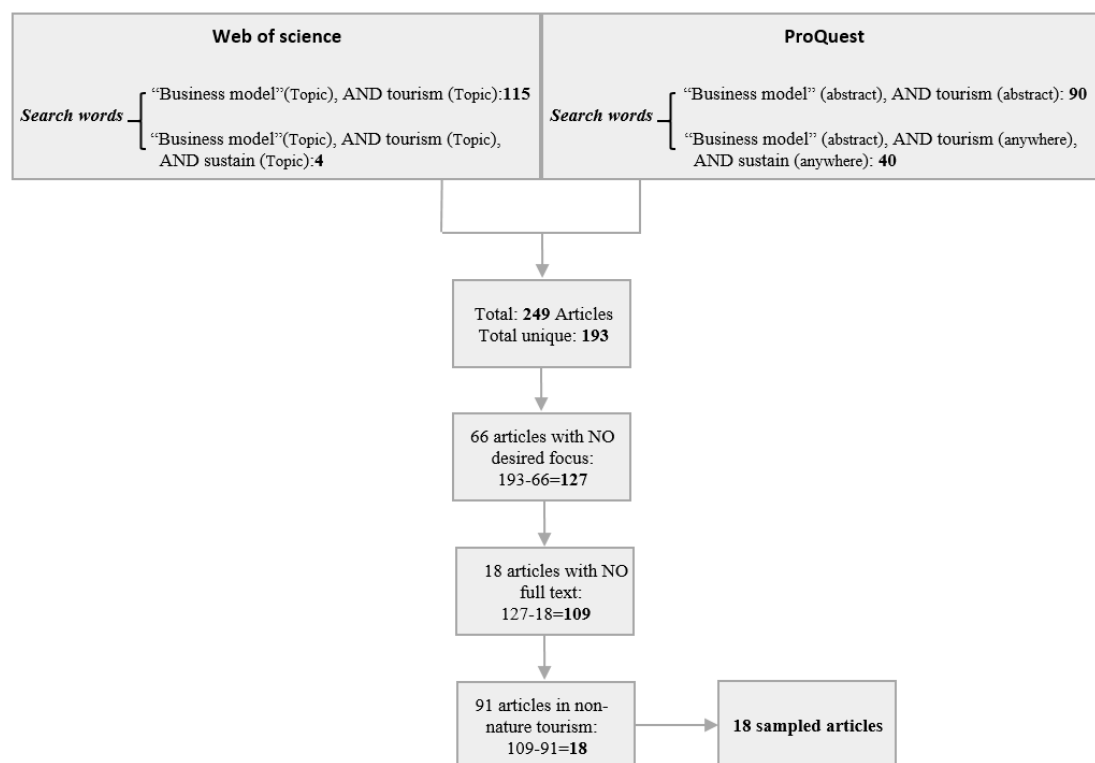 Web of science
Search words
“Business model”(Topic), AND tourism (Topic):115
“Business model”(Topic), AND tourism (Topic),
AND sustain (Topic):4
ProQuest
Search words
“Business model” (abstract), AND tourism (abstract): 90
“Business model” (abstract), AND tourism (anywhere),
AND sustain (anywhere): 40
Total: 249 Articles
Total unique: 193
66 articles with NO
desired focus:
193-66=127
18 articles with NO
full text:
127-18=109
91 articles in non-
nature tourism:
109-91=18
18 sampled articles